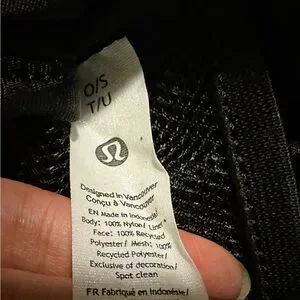 O/S
T/U
Designed in Vancouver
Conçu à Vancouver
EN Made in Indonesia/
Body: 100% Nylon/ Liner
Face: 100% Recycled
Polyester/ Mesh: 100%
Recycled Polyester/
Exclusive of decoration/
Spot clean
FR Fabriqué en Indonésie/